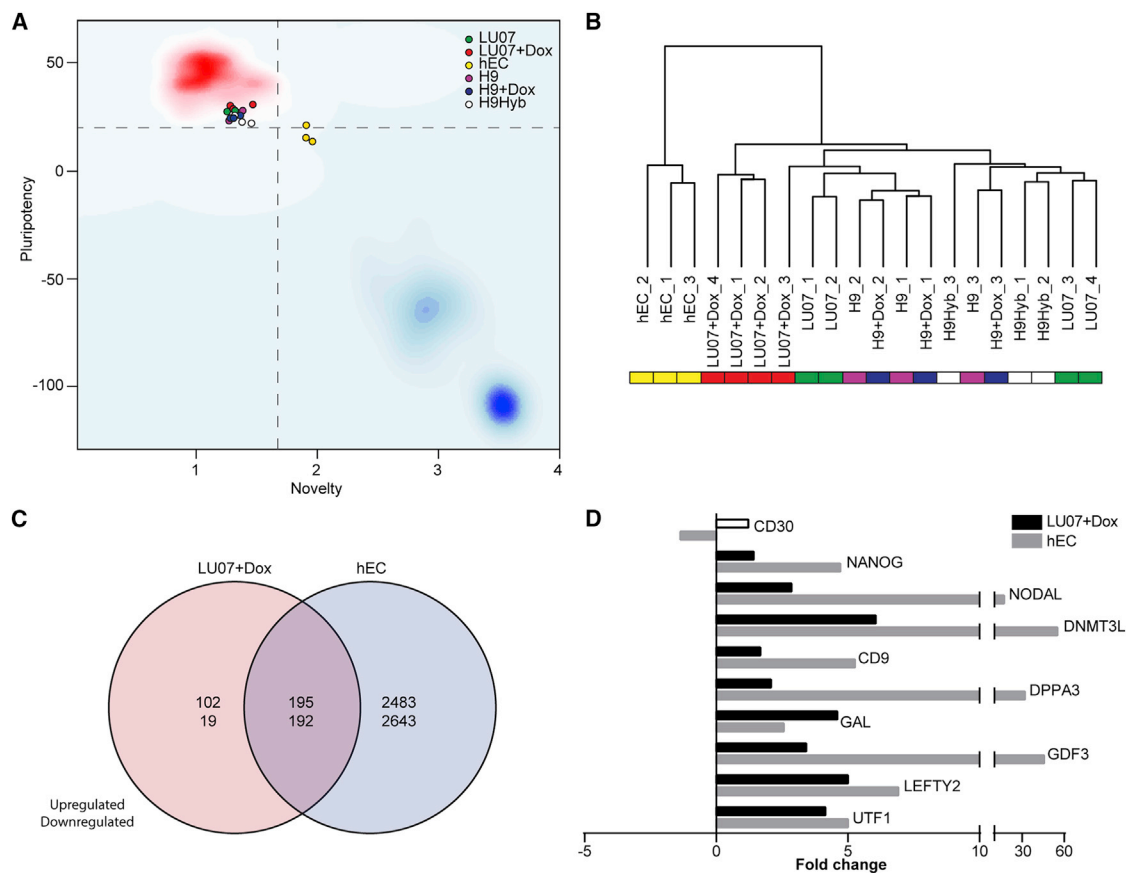 A
50
0
-50
-100
Pluripotency
1
2
3
4
Novelty
LU07
LU07+Dox
hEC
H9
H9+Dox
H9Hyb
B
hEC_2
hEC_1
hEC_3
LU07+Dox_4
LU07+Dox_1
LU07+Dox_2
LU07+Dox_3
LU07_1
LU07_2
H9_2
H9+Dox_2
H9_1
H9+Dox_1
H9Hyb_3
H9_3
H9+Dox_3
H9Hyb_1
H9Hyb_2
LU07_3
LU07_4
C
LU07+Dox
hEC
102
19
195
192
2483
2643
Upregulated
Downregulated
D
LU07+Dox
hEC
CD30
NANOG
NODAL
DNMT3L
CD9
DPPA3
GAL
GDF3
LEFTY2
UTF1
-5
0
5
10
30
60
Fold change